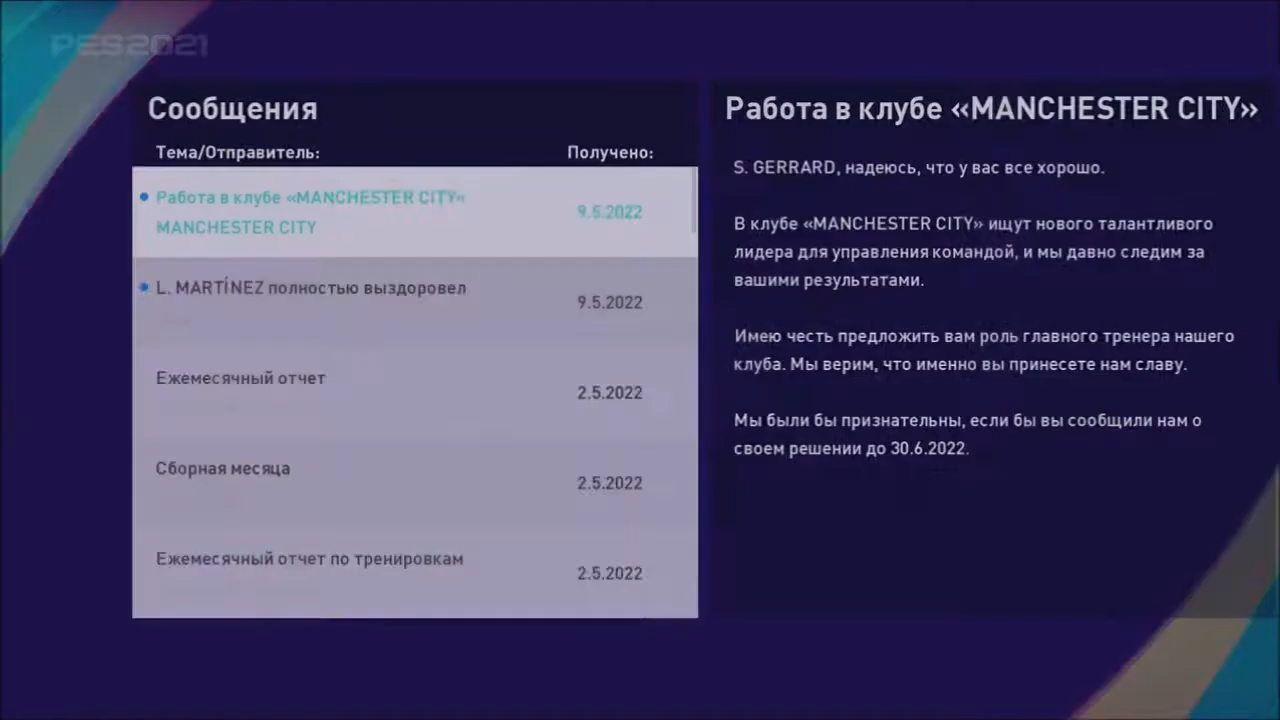 PES2021
Сообщения
Тема/Отправитель:
Получено:
Работа в клубе «MANCHESTER CITY»
MANCHESTER CITY
9.5.2022
L. MARTÍNEZ полностью выздоровел
9.5.2022
Ежемесячный отчет
2.5.2022
Сборная месяца
2.5.2022
Ежемесячный отчет по тренировкам
2.5.2022
Работа в клубе «MANCHESTER CITY»
S. GERRARD, надеюсь, что у вас все хорошо.
В клубе «MANCHESTER CITY» ищут нового талантливого
лидера для управления командой, и мы давно следим за
вашими результатами.
Имею честь предложить вам роль главного тренера нашего
клуба. Мы верим, что именно вы принесете нам славу.
Мы были бы признательны, если бы вы сообщили нам о
своем решении до 30.6.2022.